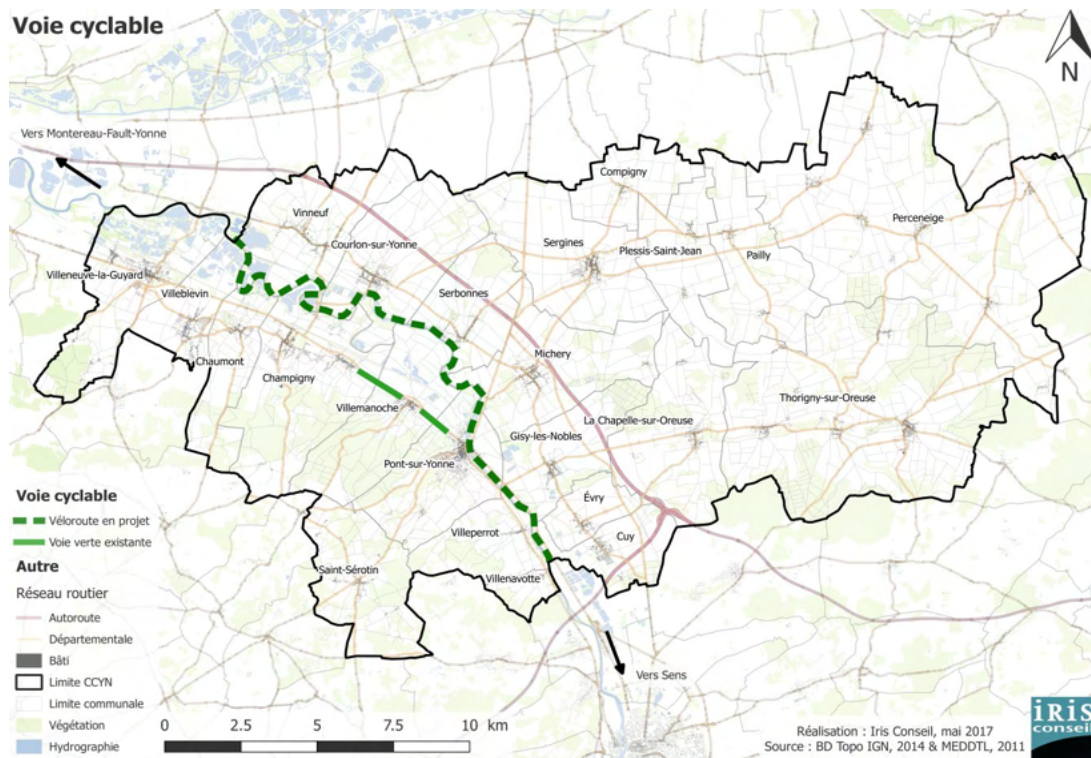 Voie cyclable
N
Vers Montereau-Fault-Yonne
Compigny
Vinneuf
Perceneige
Courlon-sur-Yonne
Sergines
Plessis-Saint-Jean
Pailly
Villeneuve-la-Guyard
Villeblevin
Serbonnes
Michery
Chaumont
Champigny
Thorigny-sur-Oreuse
Villemanoche
La Chapelle-sur-Oreuse
Gisy-les-Nobles
Pont-sur-Yonne
Évry
Villeperrot
Cuy
Saint-Sérotin
Villenavotte
Vers Sens
Voie cyclable
Véloroute en projet
Voie verte existante
Autre
Réseau routier
Autoroute
Départementale
Bâti
Limite CCYN
Limite communale
Végétation
Hydrographie
0 2.5 5 7.5 10 km
Réalisation : Iris Conseil, mai 2017
Source : BD Topo IGN, 2014 & MEDDTL, 2011
iRiS
conseil